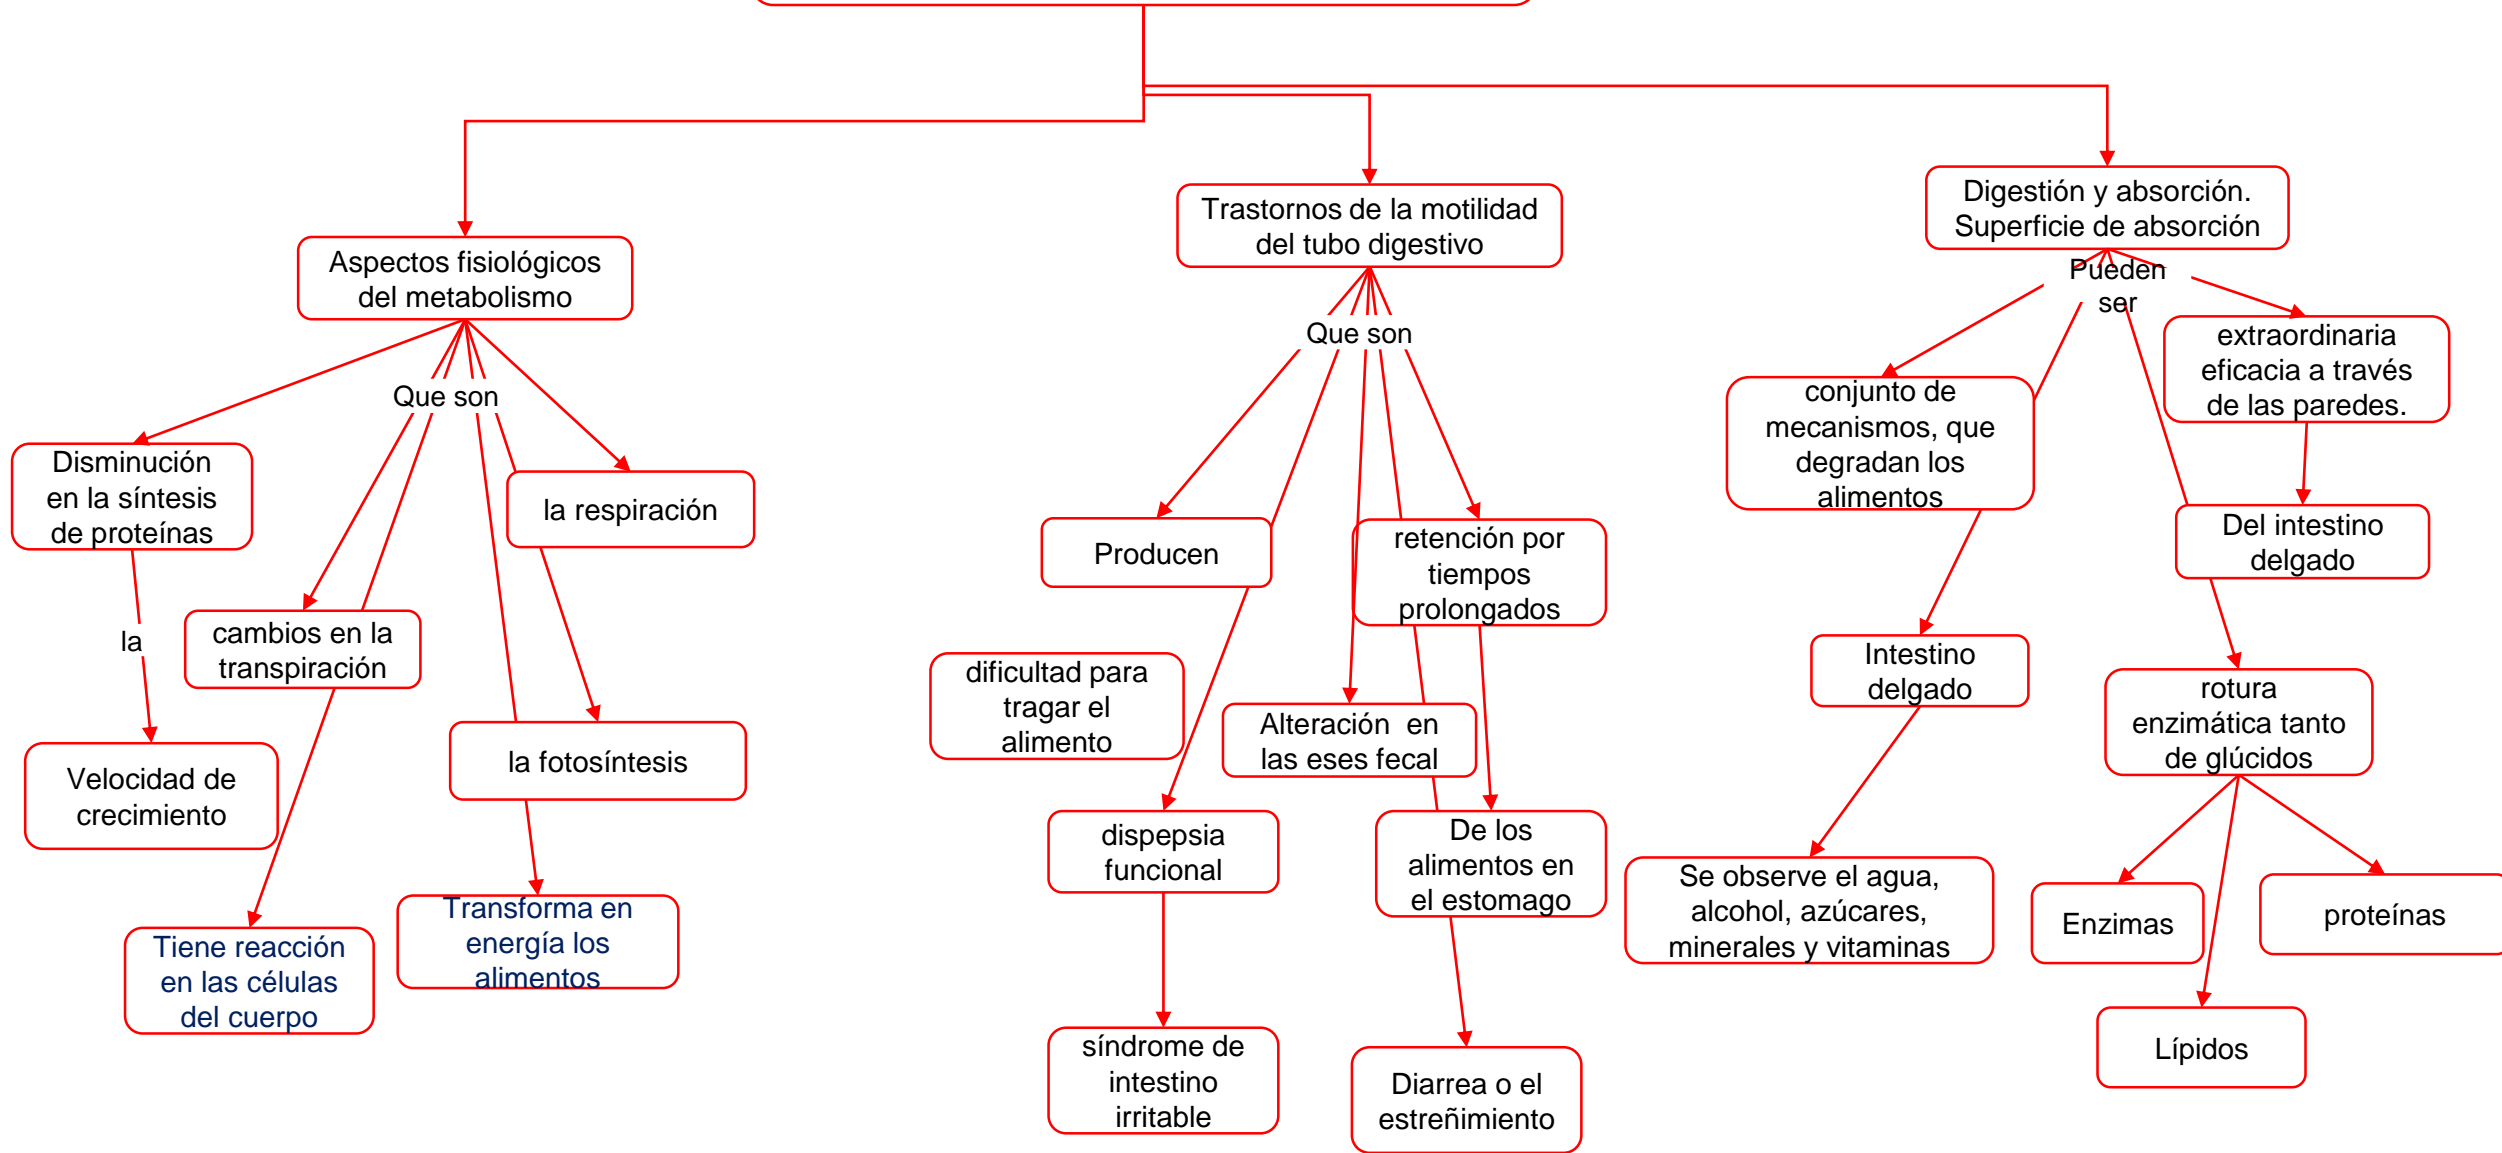 Aspectos fisiológicos
del metabolismo
Que son
Disminución
en la síntesis
de proteínas
la
Velocidad de
crecimiento
cambios en la
transpiración
Tiene reacción
en las células
del cuerpo
la respiración
la fotosíntesis
Transforma en
energía los
alimentos
Trastornos de la motilidad
del tubo digestivo
Que son
Producen
dificultad para
tragar el
alimento
dispepsia
funcional
síndrome de
intestino
irritable
Alteración  en
las eses fecal
retención por
tiempos
prolongados
De los
alimentos en
el estomago
Diarrea o el
estreñimiento
Digestión y absorción.
Superficie de absorción
Pueden
ser
conjunto de
mecanismos, que
degradan los
alimentos
Intestino
delgado
Se observe el agua,
alcohol, azúcares,
minerales y vitaminas
extraordinaria
eficacia a través
de las paredes.
Del intestino
delgado
rotura
enzimática tanto
de glúcidos
Enzimas
Lípidos
proteínas